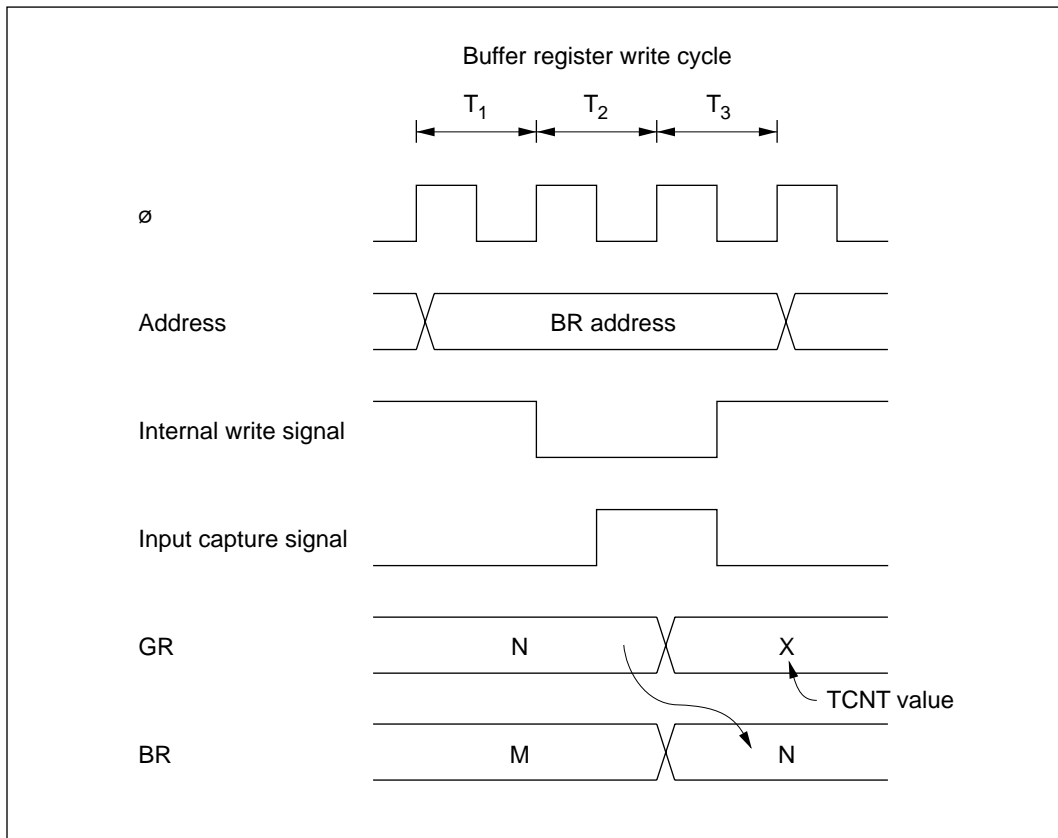 Buffer register write cycle
T1 T2 T3
ø
Address BR address
Internal write signal
Input capture signal
GR N X
TCNT value
BR M N